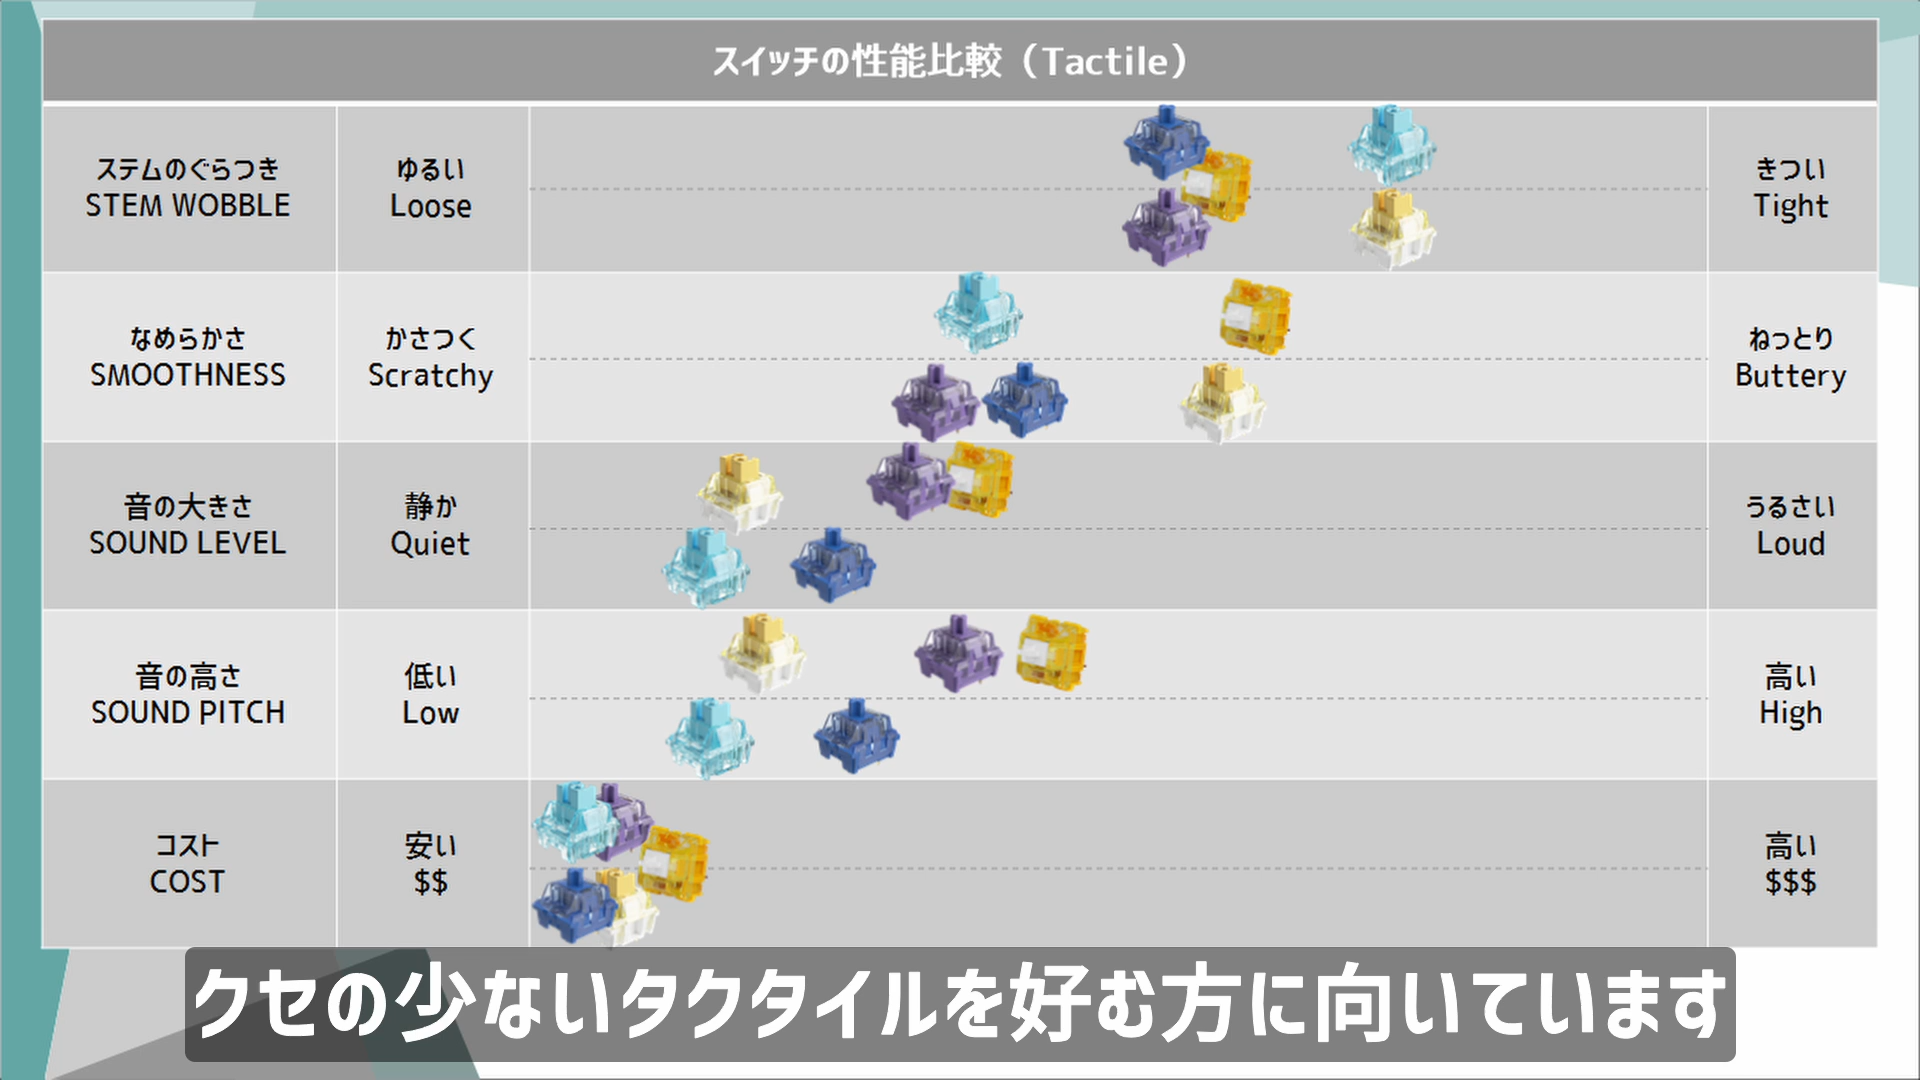 スイッチの性能比較（Tactile）
ステムのぐらつき
STEM WOBBLE
ゆるい
Loose
きつい
Tight
なめらかさ
SMOOTHNESS
かさつく
Scratchy
ねっとり
Buttery
音の大きさ
SOUND LEVEL
静か
Quiet
うるさい
Loud
音の高さ
SOUND PITCH
低い
Low
高い
High
コスト
COST
安い
$$
高い
$$$
クセの少ないタクタイルを好む方に向いています